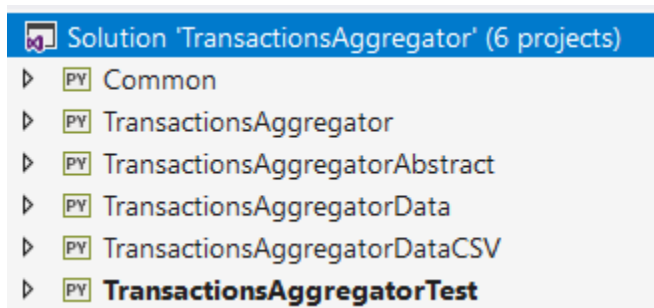 Solution 'TransactionsAggregator' (6 projects)
PY Common
PY TransactionsAggregator
PY TransactionsAggregatorAbstract
PY TransactionsAggregatorData
PY TransactionsAggregatorDataCSV
PY TransactionsAggregatorTest